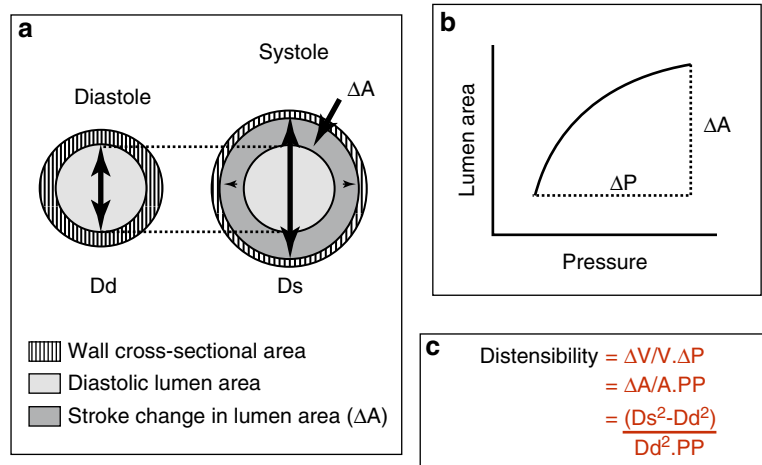 a
Systole
ΔA
Diastole
Dd
Ds
Wall cross-sectional area
Diastolic lumen area
Stroke change in lumen area (ΔA)
b
Lumen area
ΔA
ΔP
Pressure
c
Distensibility = ΔV/V.ΔP
= ΔA/A.PP
= (Ds²-Dd²)
Dd².PP